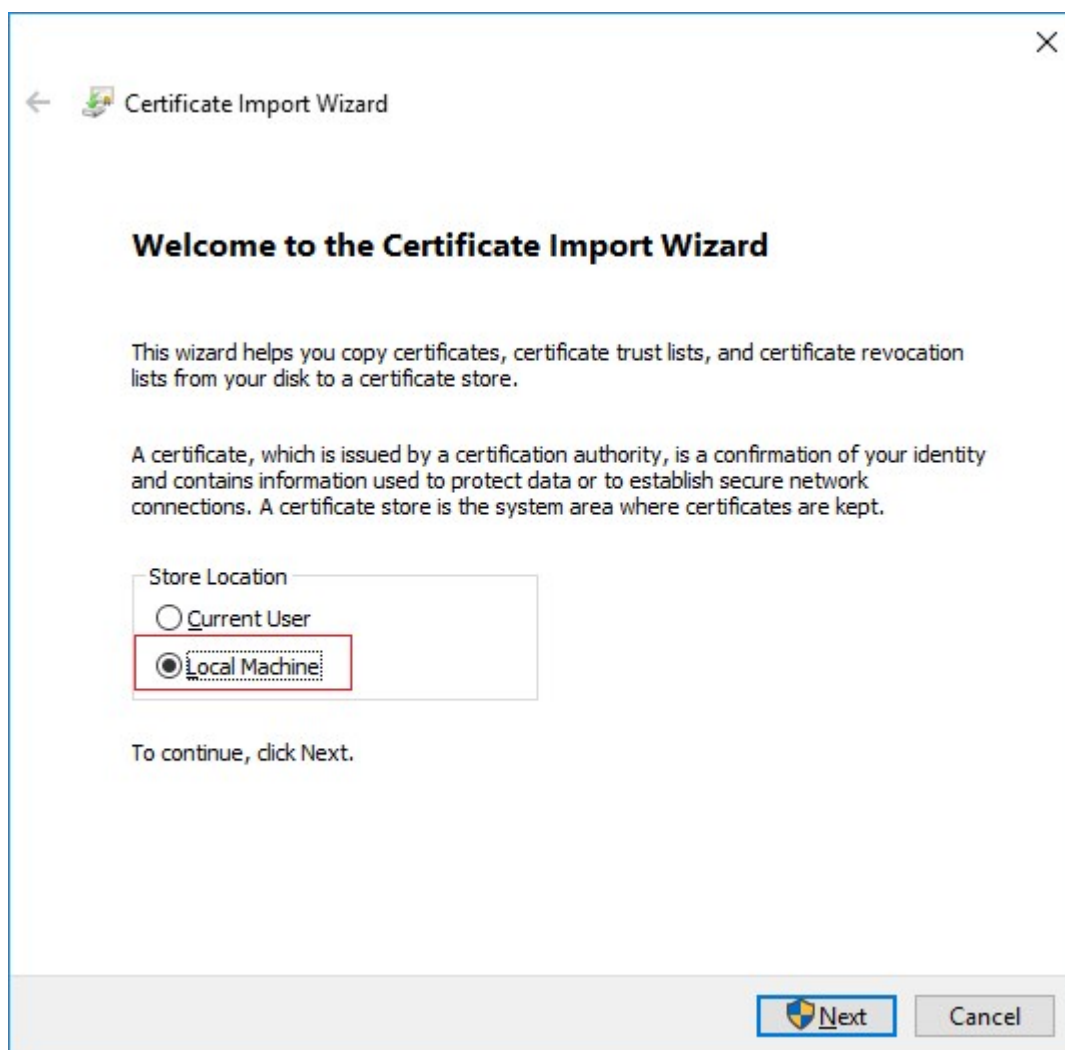 Certificate Import Wizard
Welcome to the Certificate Import Wizard
This wizard helps you copy certificates, certificate trust lists, and certificate revocation
lists from your disk to a certificate store.
A certificate, which is issued by a certification authority, is a confirmation of your identity
and contains information used to protect data or to establish secure network
connections. A certificate store is the system area where certificates are kept.
Store Location
Current User
Local Machine
To continue, click Next.
Next Cancel